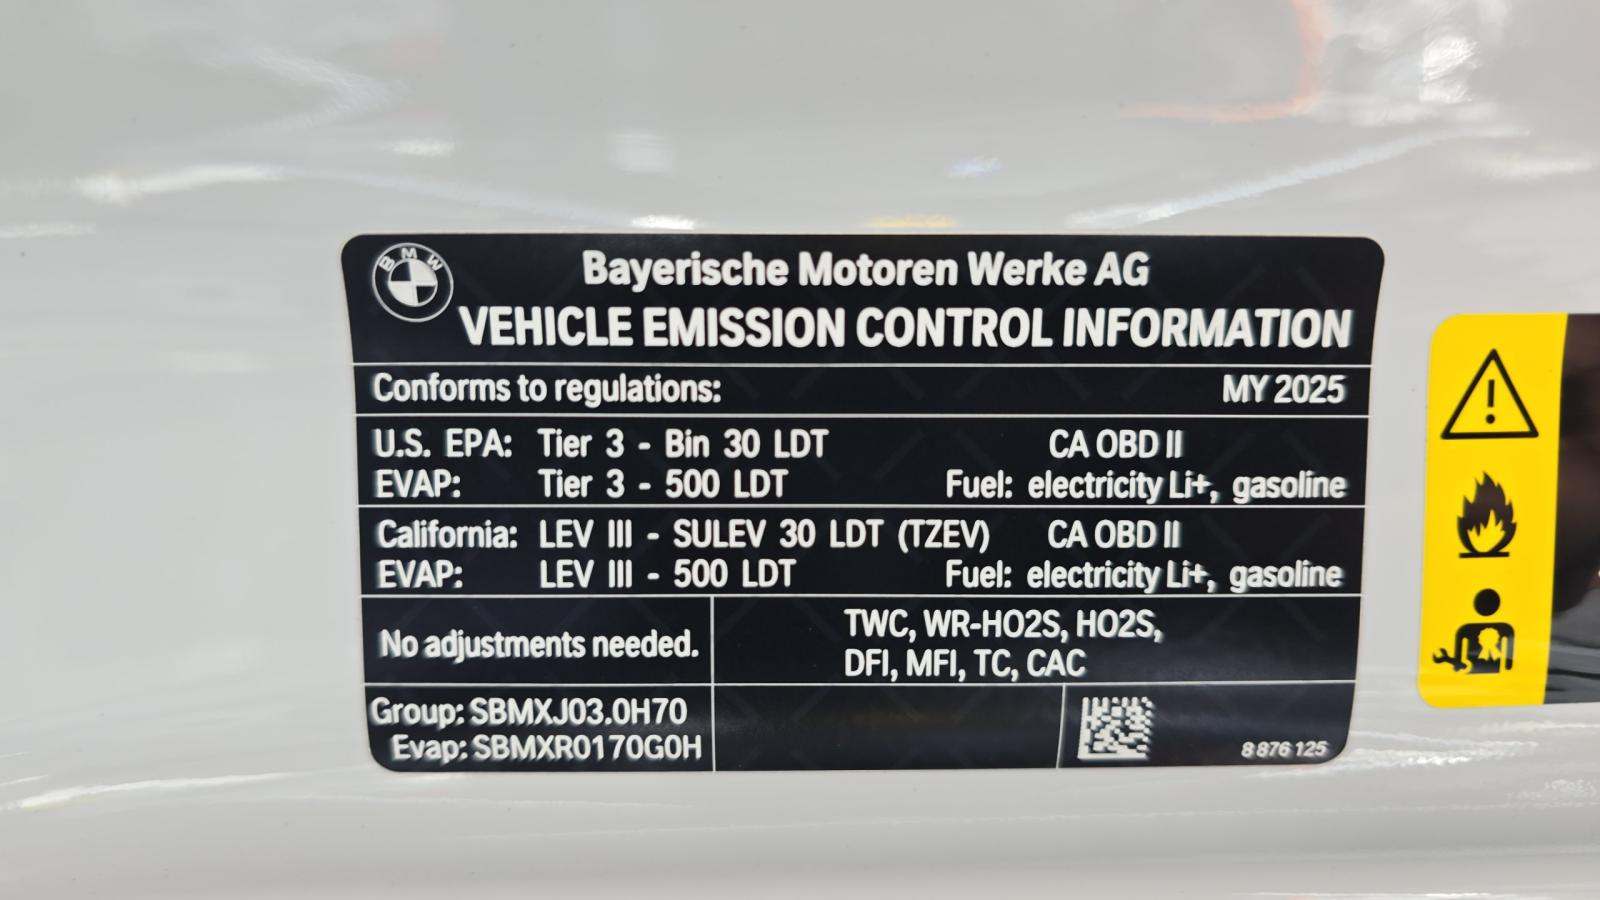 BMW
Bayerische Motoren Werke AG
VEHICLE EMISSION CONTROL INFORMATION
Conforms to regulations: MY 2025
U.S. EPA: Tier 3 - Bin 30 LDT CA OBD II
EVAP: Tier 3 - 500 LDT Fuel: electricity Li+, gasoline
California: LEV III - SULEV 30 LDT (TZEV) CA OBD II
EVAP: LEV III - 500 LDT Fuel: electricity Li+, gasoline
No adjustments needed.
TWC, WR-HO2S, HO2S,
DFI, MFI, TC, CAC
Group: SBMXJ03.0H70
Evap: SBMXR0170G0H
8 876 125